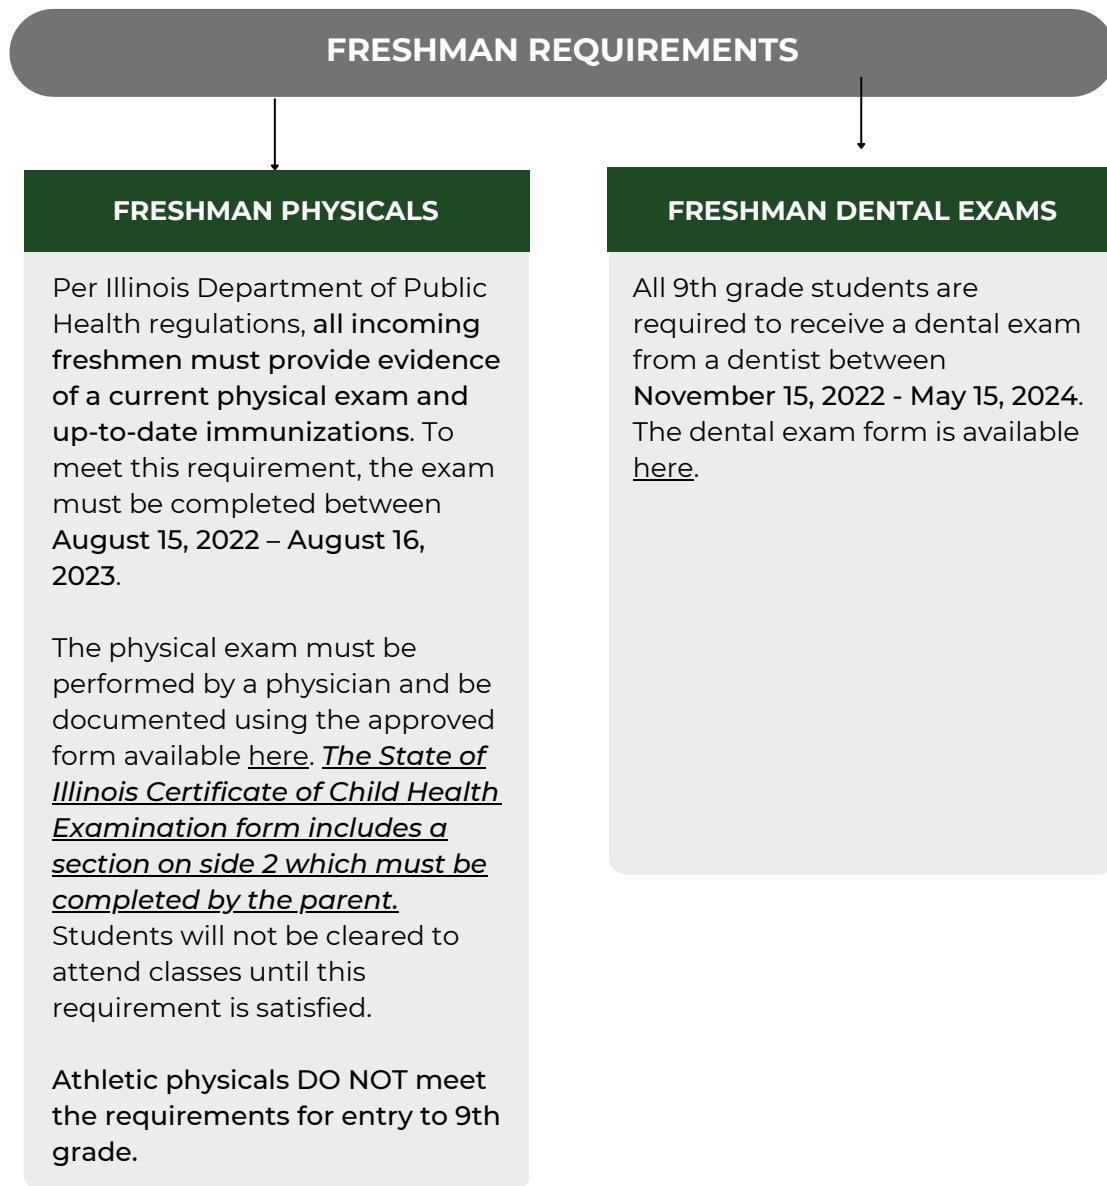 FRESHMAN REQUIREMENTS
FRESHMAN PHYSICALS
Per Illinois Department of Public
Health regulations, all incoming
freshmen must provide evidence
of a current physical exam and
up-to-date immunizations. To
meet this requirement, the exam
must be completed between
August 15, 2022 – August 16,
2023.
The physical exam must be
performed by a physician and be
documented using the approved
form available here. The State of
Illinois Certificate of Child Health
Examination form includes a
section on side 2 which must be
completed by the parent.
Students will not be cleared to
attend classes until this
requirement is satisfied.
Athletic physicals DO NOT meet
the requirements for entry to 9th
grade.
FRESHMAN DENTAL EXAMS
All 9th grade students are
required to receive a dental exam
from a dentist between
November 15, 2022 - May 15, 2024.
The dental exam form is available
here.